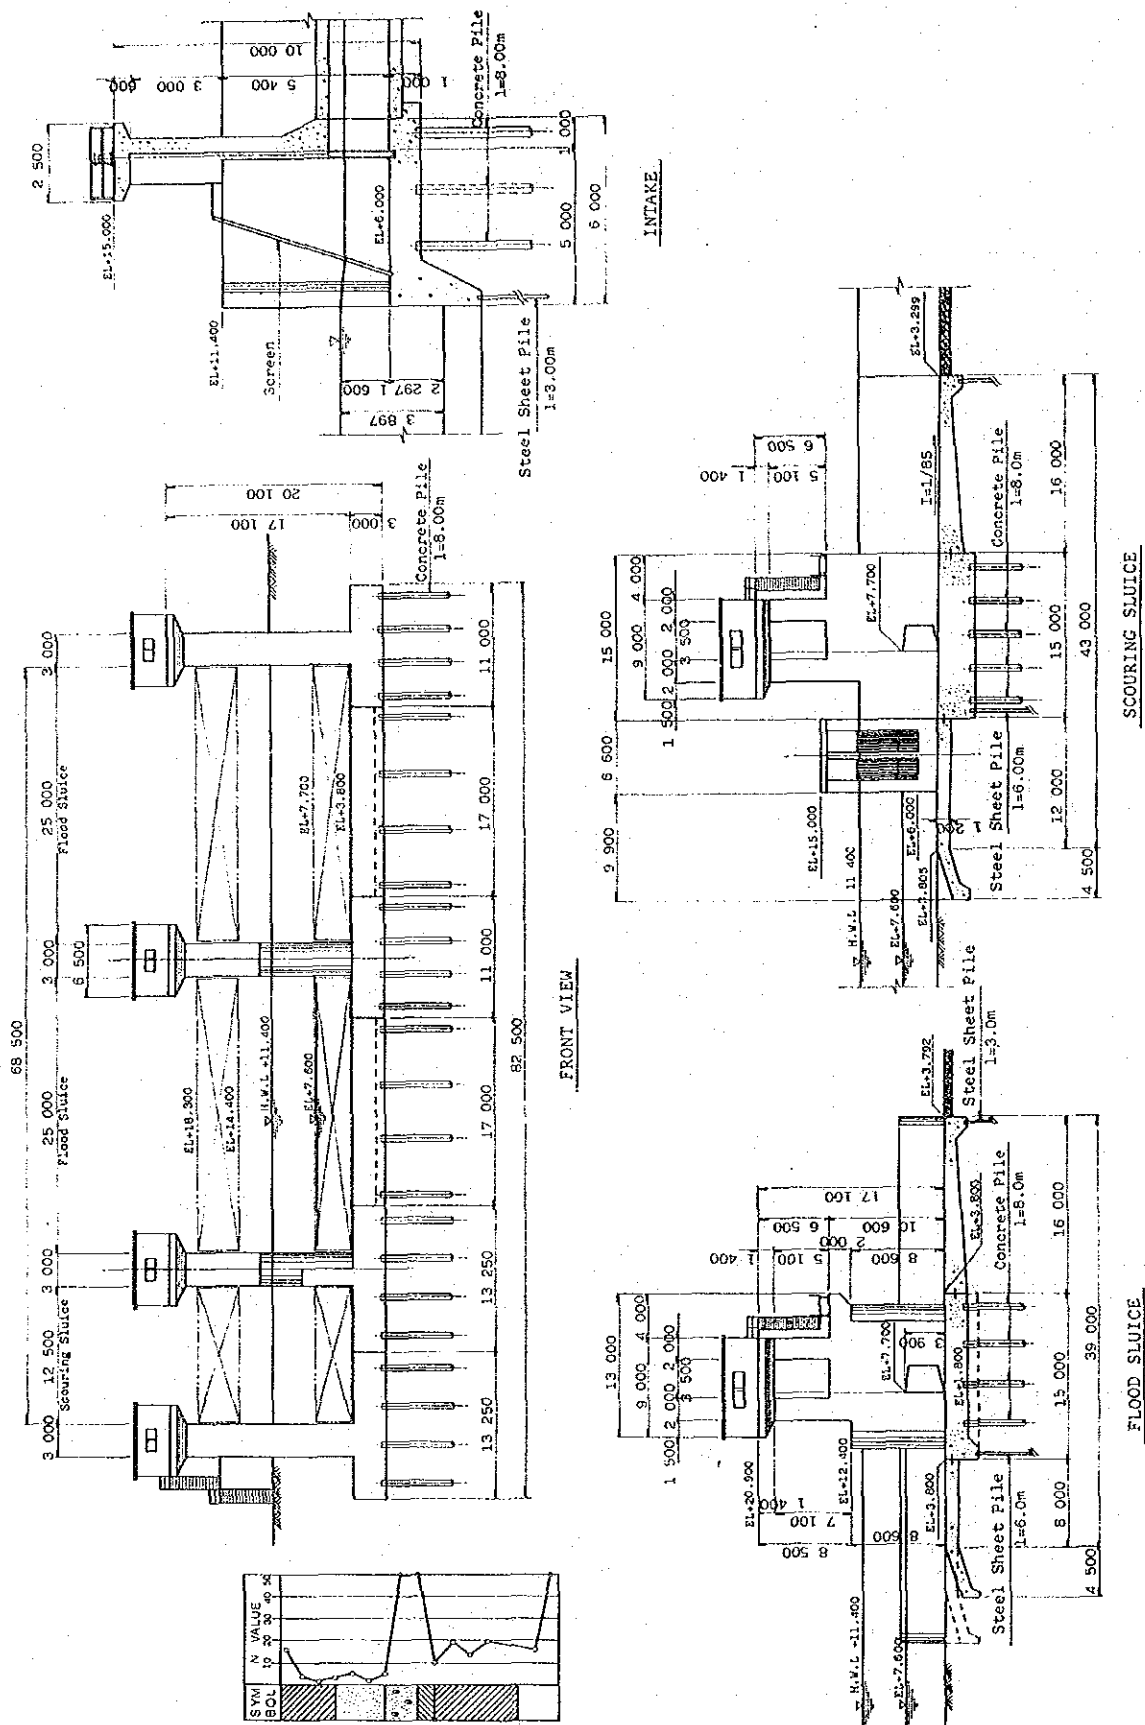 SYM
BOL
N VALUE
10 20 30 40 50
68 500
3 000
12 500
Scouring Sluice
3 000
25 000
Flood Sluice
3 000
6 500
25 000
Flood Sluice
3 000
EL+18.300
EL+14.400
H.W.L +11.400
EL+7.600
EL+7.700
EL+3.800
20 100
17 100
3 000
Concrete Pile
l=8.00m
13 250
13 250
17 000
11 000
17 000
11 000
82 500
FRONT VIEW
2 500
EL+15.000
EL+11.400
Screen
EL+6.000
600
3 000
5 400
1 000
10 000
Concrete Pile
l=8.00m
2 297
1 600
3 897
Steel Sheet Pile
l=3.00m
5 000
1 000
6 000
INTAKE
13 000
9 000
4 000
1 500
2 000
2 000
3 500
EL+20.900
1 400
7 100
8 500
EL+12.400
8 600
H.W.L +11.400
EL+7.600
EL+3.800
EL+7.700
3 900
EL+1.800
1 400
5 100
6 500
2 000
8 600
10 600
17 100
EL+3.800
EL+3.792
Steel Sheet Pile
l=3.0m
Concrete Pile
l=8.0m
Steel Sheet Pile
l=6.0m
4 500
8 000
15 000
16 000
39 000
FLOOD SLUICE
9 900
6 600
15 000
9 000
4 000
1 500
2 000
2 000
3 500
EL+15.000
H.W.L 11 400
EL+7.600
EL+6.000
EL+3.805
EL+7.700
1 400
5 100
6 500
I=1/85
EL+3.299
Steel Sheet Pile
l=6.00m
Concrete Pile
l=8.0m
4 500
12 000
15 000
16 000
43 000
SCOURING SLUICE